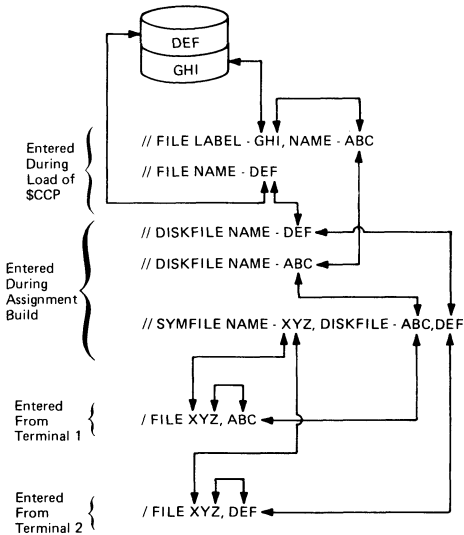 DEF
GHI
Entered
During
Load of
$CCP
// FILE LABEL - GHI, NAME - ABC
// FILE NAME - DEF
Entered
During
Assignment
Build
// DISKFILE NAME - DEF
// DISKFILE NAME - ABC
// SYMFILE NAME - XYZ, DISKFILE - ABC,DEF
Entered
From
Terminal 1
/ FILE XYZ, ABC
Entered
From
Terminal 2
/ FILE XYZ, DEF